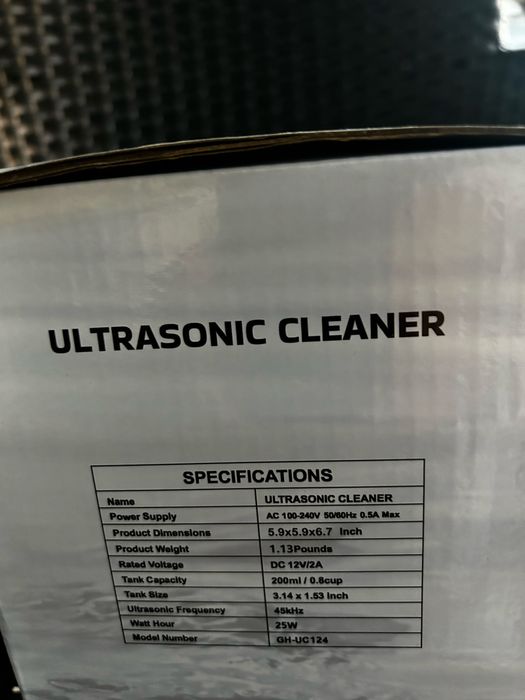 ULTRASONIC CLEANER
SPECIFICATIONS
Name ULTRASONIC CLEANER
Power Supply AC 100-240V 50/60Hz 0.5A Max
Product Dimensions 5.9x5.9x6.7 Inch
Product Weight 1.13Pounds
Rated Voltage DC 12V/2A
Tank Capacity 200ml / 0.8cup
Tank Size 3.14 x 1.53 Inch
Ultrasonic Frequency 45kHz
Watt Hour 25W
Model Number GH-UC124